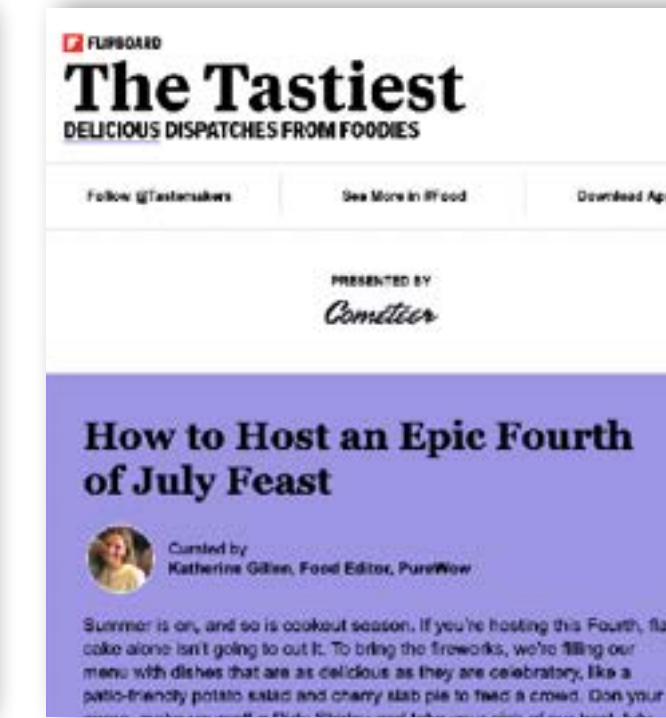 FLIPBOARD
The Tastiest
DELICIOUS DISPATCHES FROM FOODIES
Follow @Tastemakers See More in #Food Download
PRESENTED BY
Cometeer
How to Host an Epic Fourth
of July Feast
Curated by
Katherine Gillen, Food Editor, PureWow
Summer is on, and so is cookout season. If you're hosting this Fourth,
cake alone isn't going to cut it. To bring the fireworks, we're filling our
menu with dishes that are as delicious as they are celebratory, like a
patio-friendly potato salad and cherry slab pie to feed a crowd. Don your